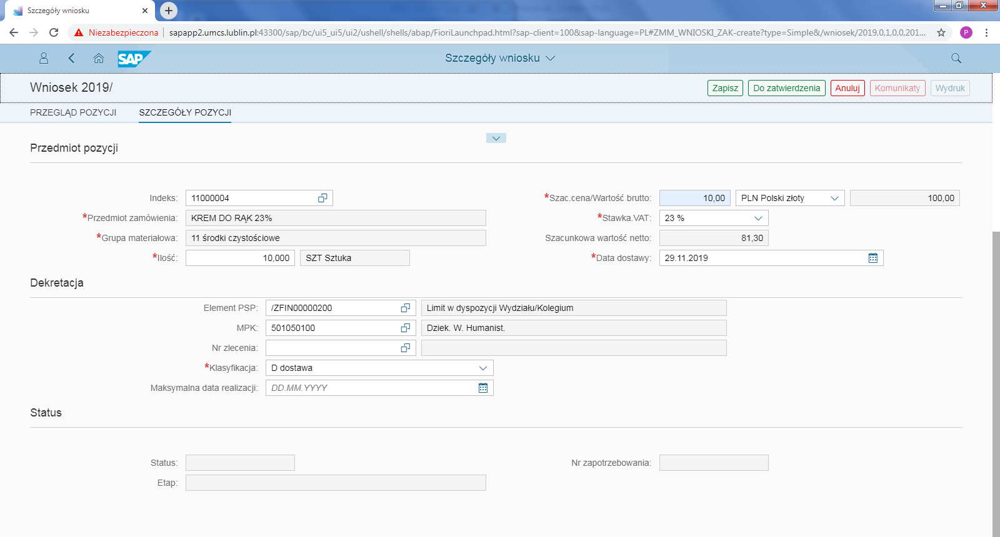 Szczegóły wniosku
Niezabezpieczona
sapapp2.umcs.lublin.pl:43300/sap/bc/ui5_ui5/ui2/ushell/shells/abap/FioriLaunchpad.html?sap-client=100&sap-language=PL#ZMM_WNIOSKI_ZAK-create?type=Simple&/wniosek/2019,0,1,0,0,201...
P
SAP
Szczegóły wniosku
Wniosek 2019/
Zapisz
Do zatwierdzenia
Anuluj
Komunikaty
Wydruk
PRZEGLĄD POZYCJI
SZCZEGÓŁY POZYCJI
Przedmiot pozycji
Indeks: 11000004
*Szac.cena/Wartość brutto: 10,00 PLN Polski złoty 100,00
*Przedmiot zamówienia: KREM DO RĄK 23%
*Stawka.VAT: 23 %
*Grupa materiałowa: 11 środki czystościowe
Szacunkowa wartość netto: 81,30
*Ilość: 10,000 SZT Sztuka
*Data dostawy: 29.11.2019
Dekretacja
Element PSP: /ZFIN00000200 Limit w dyspozycji Wydziału/Kolegium
MPK: 501050100 Dziek. W. Humanist.
Nr zlecenia:
*Klasyfikacja: D dostawa
Maksymalna data realizacji: DD.MM.YYYY
Status
Status:
Nr zapotrzebowania:
Etap: